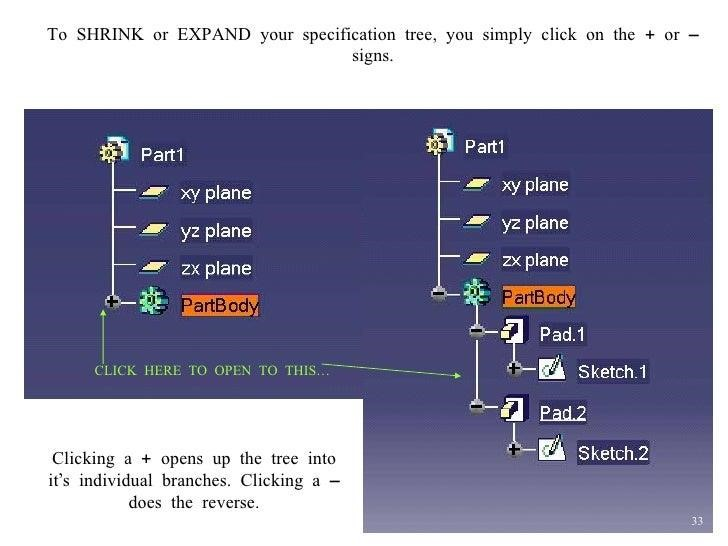 To SHRINK or EXPAND your specification tree, you simply click on the + or –
signs.
Part1
xy plane
yz plane
zx plane
PartBody
CLICK HERE TO OPEN TO THIS…
Part1
xy plane
yz plane
zx plane
PartBody
Pad.1
Sketch.1
Pad.2
Sketch.2
Clicking a + opens up the tree into
it’s individual branches. Clicking a –
does the reverse.
33